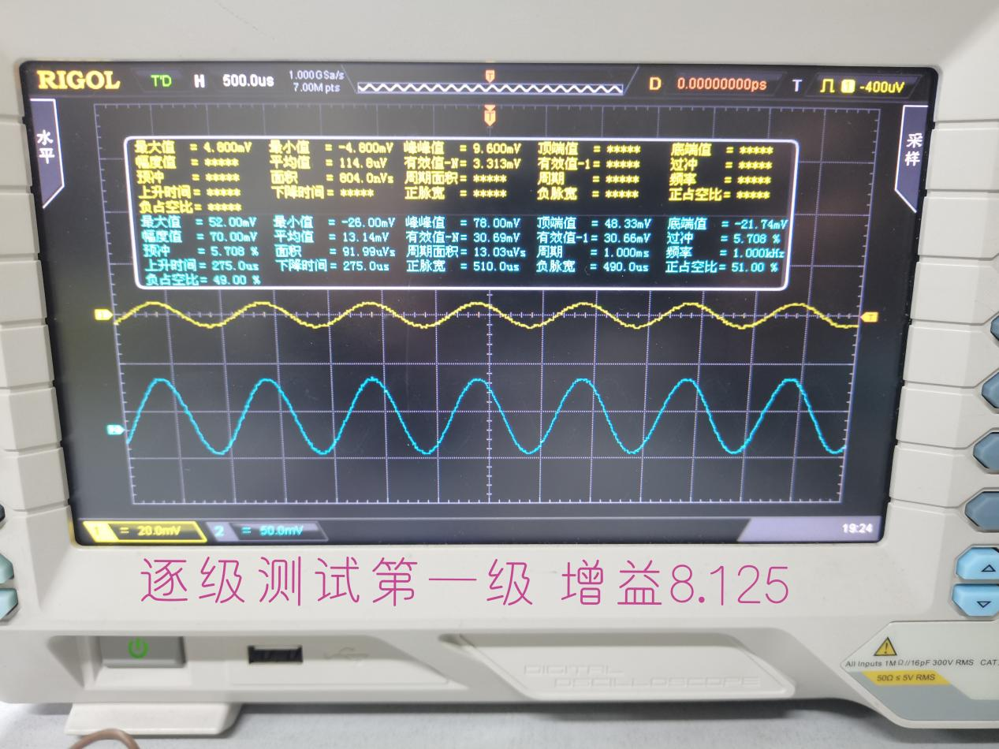 RIGOL T'D H 500.0us 1.000GSa/s 7.00M pts D 0.00000000ps T 1 -400uV
水平
采样
最大值 = 4.800mV 最小值 = -4.800mV 峰峰值 = 9.600mV 顶端值 = ***** 底端值 = *****
幅度值 = ***** 平均值 = 114.8uV 有效值-N= 3.313mV 有效值-1= ***** 过冲 = *****
预冲 = ***** 面积 = 804.0nVs 周期面积= ***** 周期 = ***** 频率 = *****
上升时间= ***** 下降时间= ***** 正脉宽 = ***** 负脉宽 = ***** 正占空比= *****
负占空比= *****
最大值 = 52.00mV 最小值 = -26.00mV 峰峰值 = 78.00mV 顶端值 = 48.33mV 底端值 = -21.74mV
幅度值 = 70.00mV 平均值 = 13.14mV 有效值-N= 30.69mV 有效值-1= 30.66mV 过冲 = 5.708 %
预冲 = 5.708 % 面积 = 91.99uVs 周期面积= 13.03uVs 周期 = 1.000ms 频率 = 1.000kHz
上升时间= 275.0us 下降时间= 275.0us 正脉宽 = 510.0us 负脉宽 = 490.0us 正占空比= 51.00 %
负占空比= 49.00 %
1 = 20.0mV 2 = 50.0mV 19:24
逐级测试第一级 增益8.125
DIGITAL
OSCILLOSCOPE
All Inputs 1MΩ//16pF 300V RMS CAT
50Ω ≤ 5V RMS